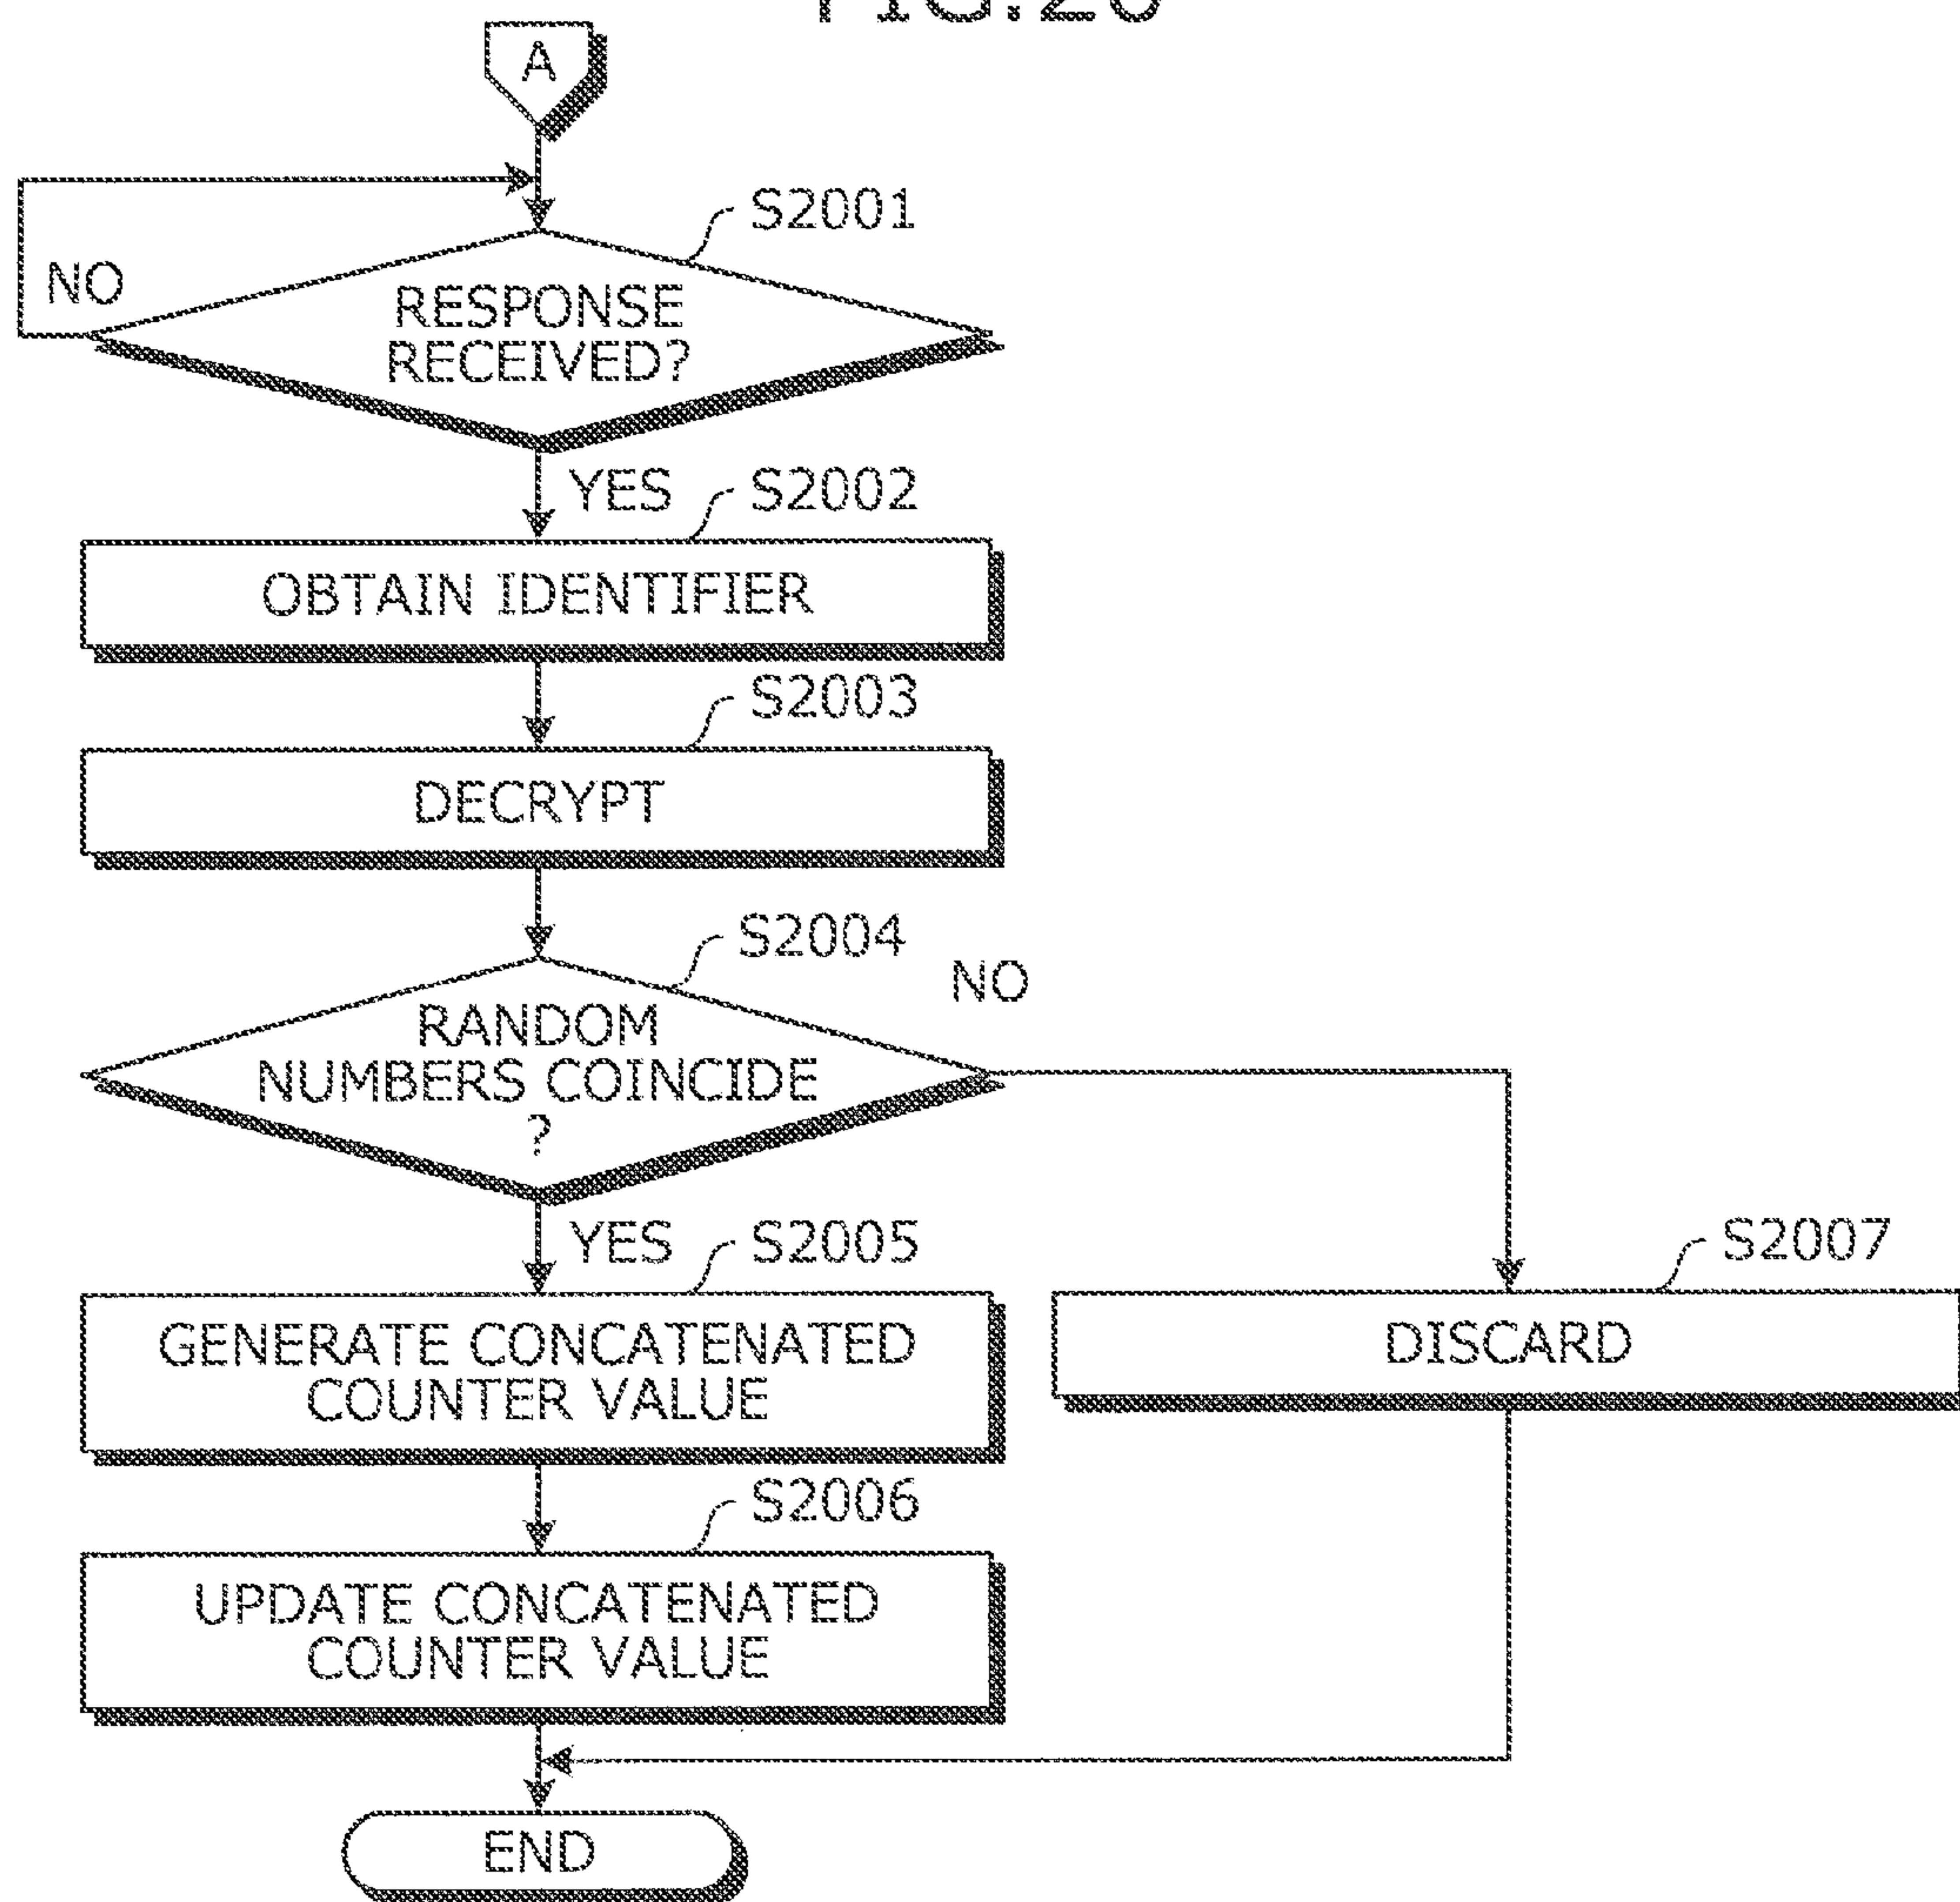 A
S2001
NO
RESPONSE
RECEIVED?
YES
S2002
OBTAIN IDENTIFIER
S2003
DECRYPT
S2004
NO
RANDOM
NUMBERS COINCIDE
?
YES
S2005
S2007
GENERATE CONCATENATED
COUNTER VALUE
DISCARD
S2006
UPDATE CONCATENATED
COUNTER VALUE
END